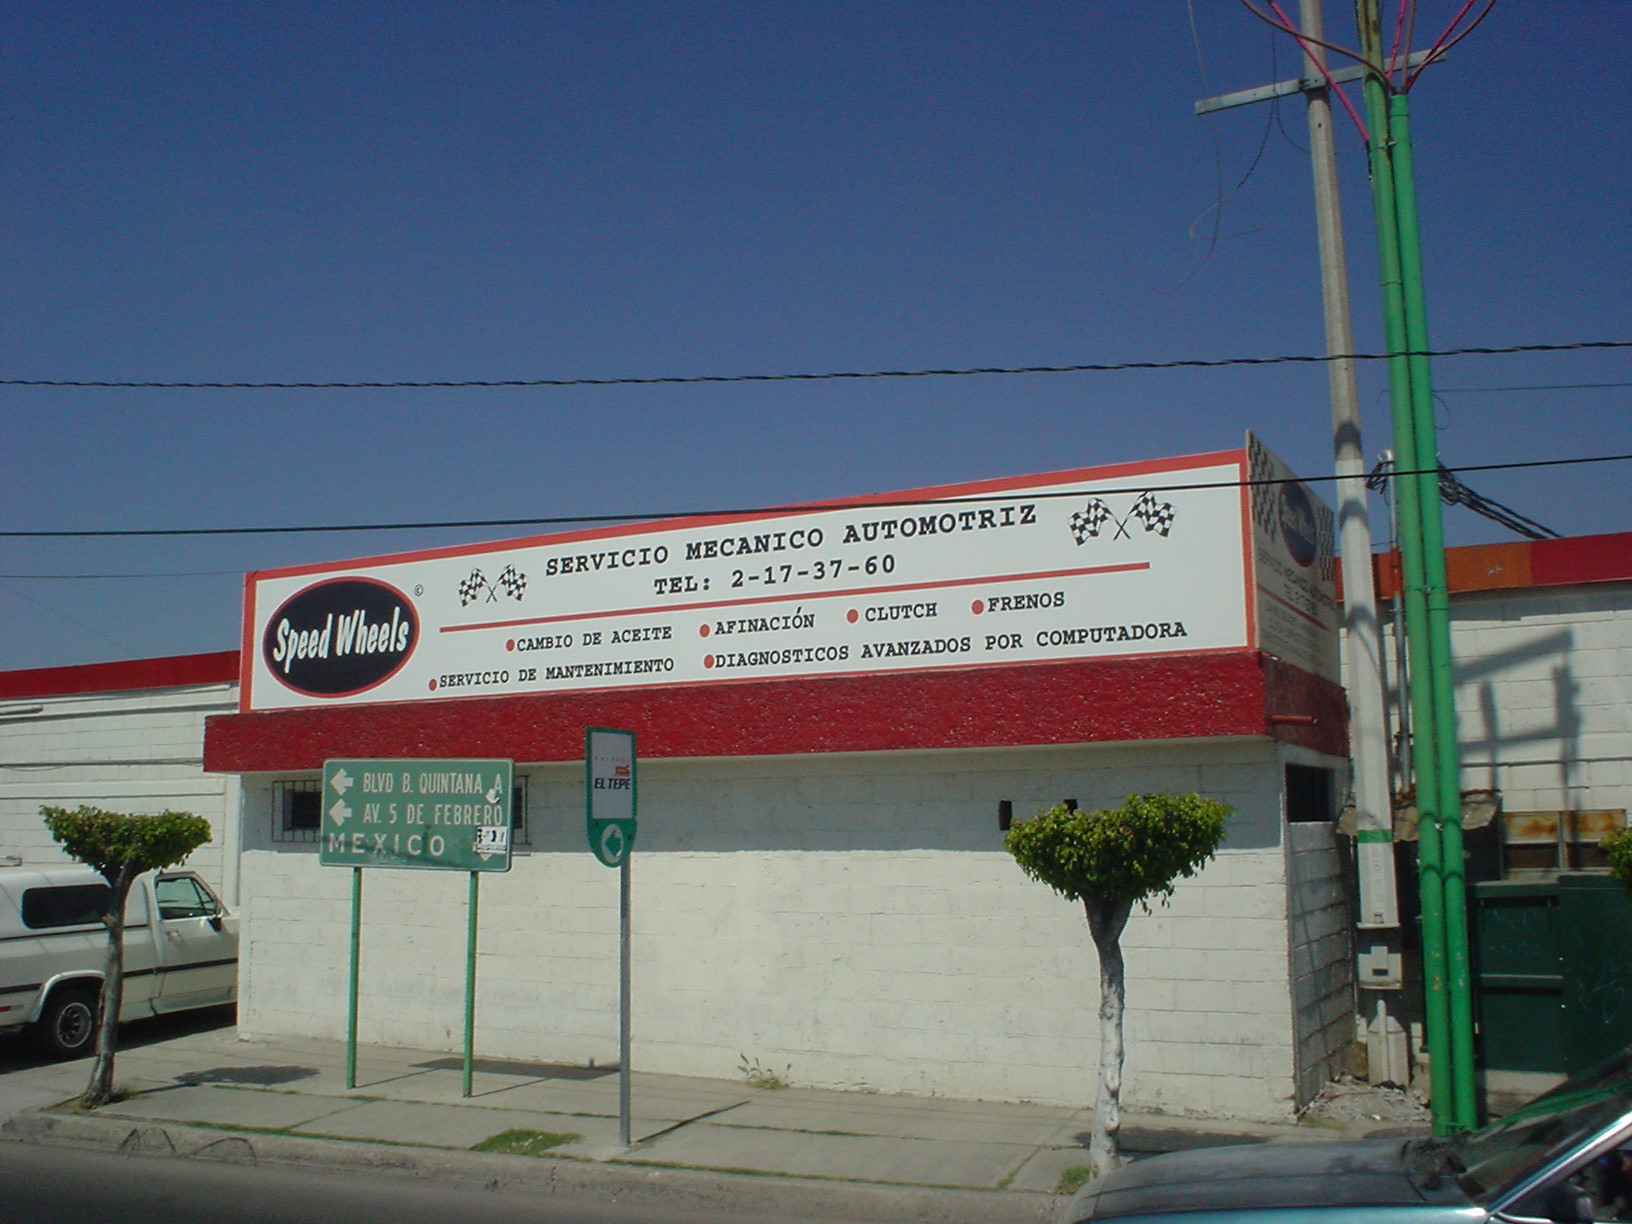 SERVICIO MECANICO AUTOMOTRIZ
TEL: 2-17-37-60
Speed Wheels
©
CAMBIO DE ACEITE
AFINACIÓN
CLUTCH
FRENOS
SERVICIO DE MANTENIMIENTO
DIAGNOSTICOS AVANZADOS POR COMPUTADORA
BLVD B. QUINTANA A
AV. 5 DE FEBRERO
MEXICO
EL TEPE